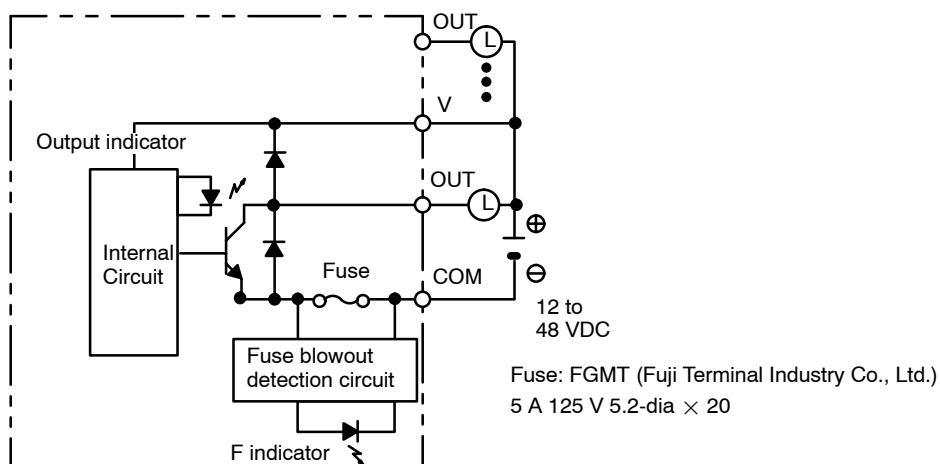 OUT
L
V
Output indicator
OUT
L
Internal
Circuit
Fuse
COM
12 to
48 VDC
Fuse blowout
detection circuit
Fuse: FGMT (Fuji Terminal Industry Co., Ltd.)
5 A 125 V 5.2-dia × 20
F indicator